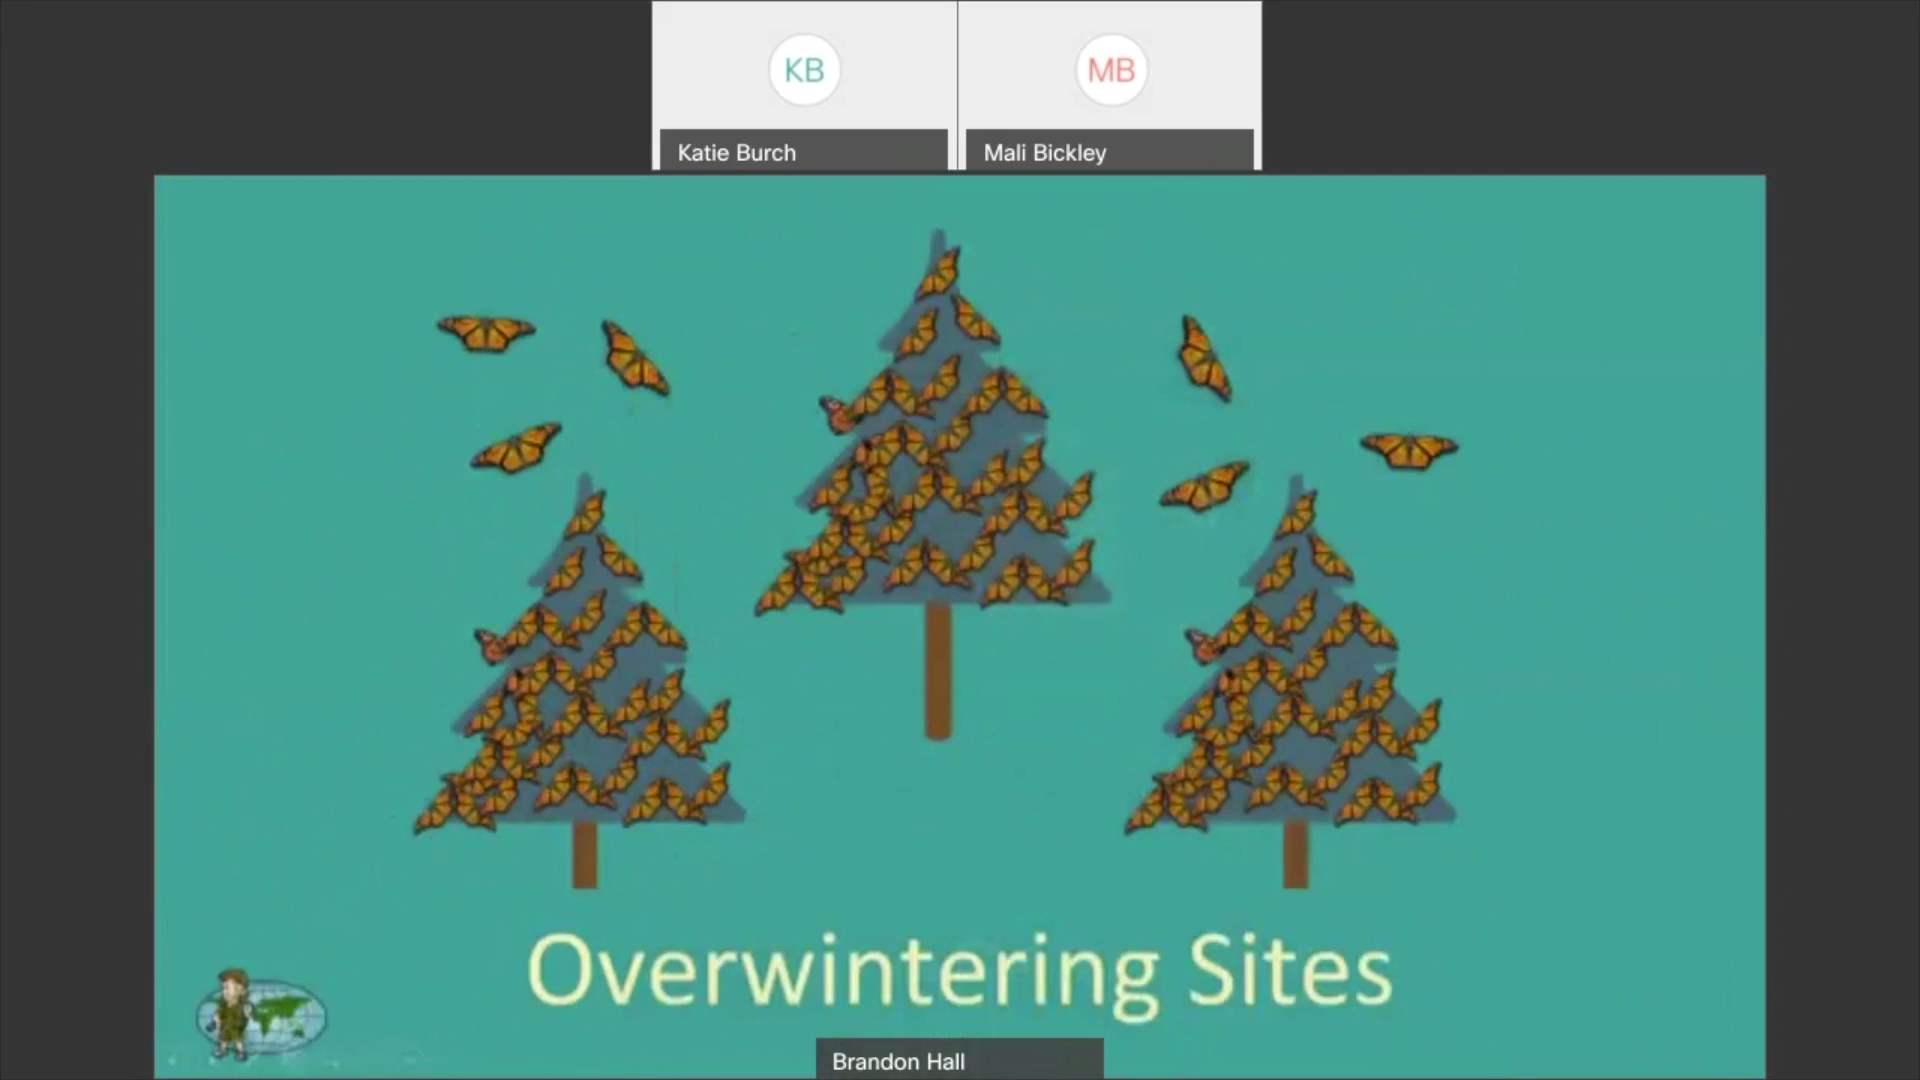 KB
MB
Katie Burch
Mali Bickley
Overwintering Sites
Brandon Hall